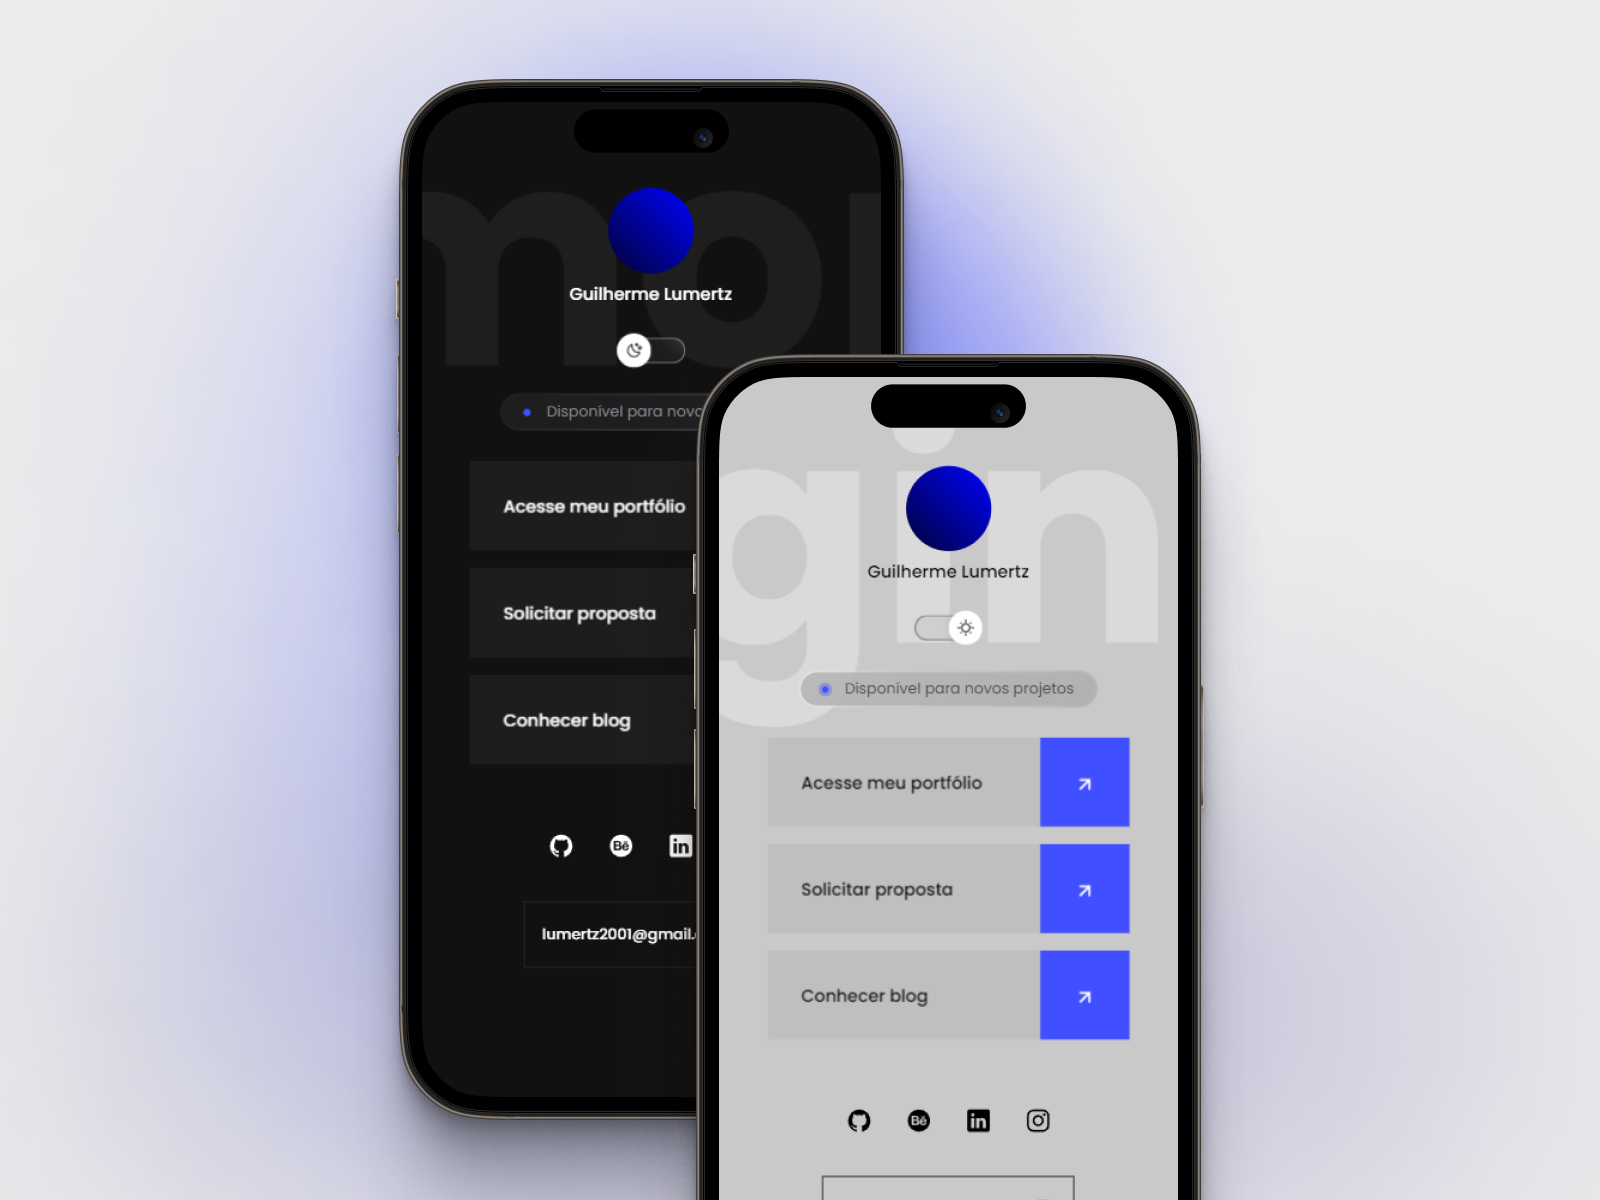 mo
Guilherme Lumertz
Disponível para novo
Acesse meu portfólio
Solicitar proposta
Conhecer blog
Bē
in
lumertz2001@gmail.
gin
Guilherme Lumertz
Disponível para novos projetos
Acesse meu portfólio
Solicitar proposta
Conhecer blog
Bē
in